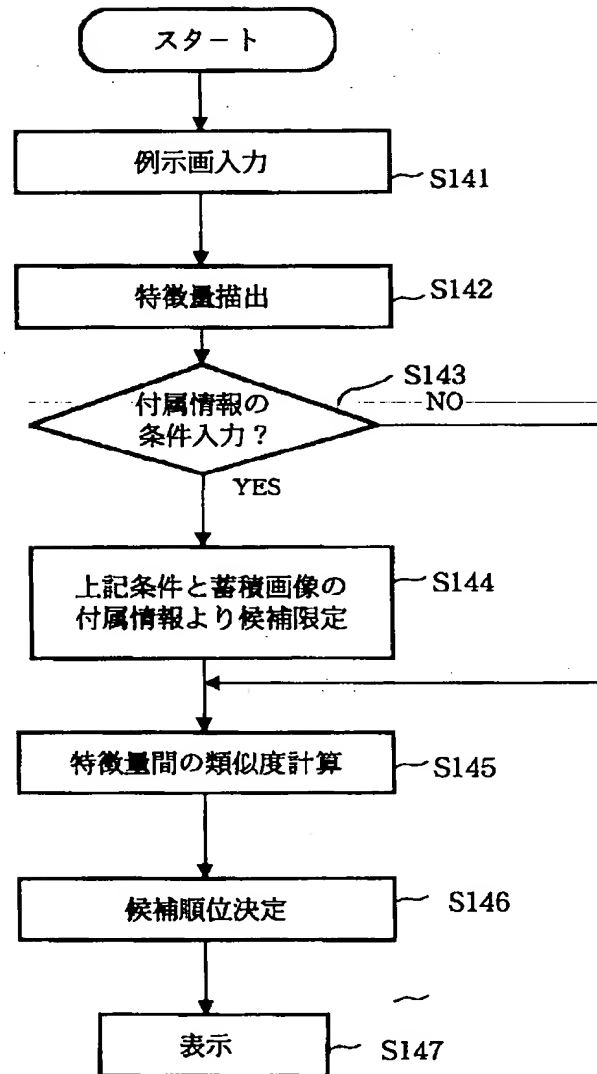 スタート
例示画入力
S141
特徴量描出
S142
付属情報の
条件入力？
S143
NO
YES
上記条件と蓄積画像の
付属情報より候補限定
S144
特徴量間の類似度計算
S145
候補順位決定
S146
表示
S147